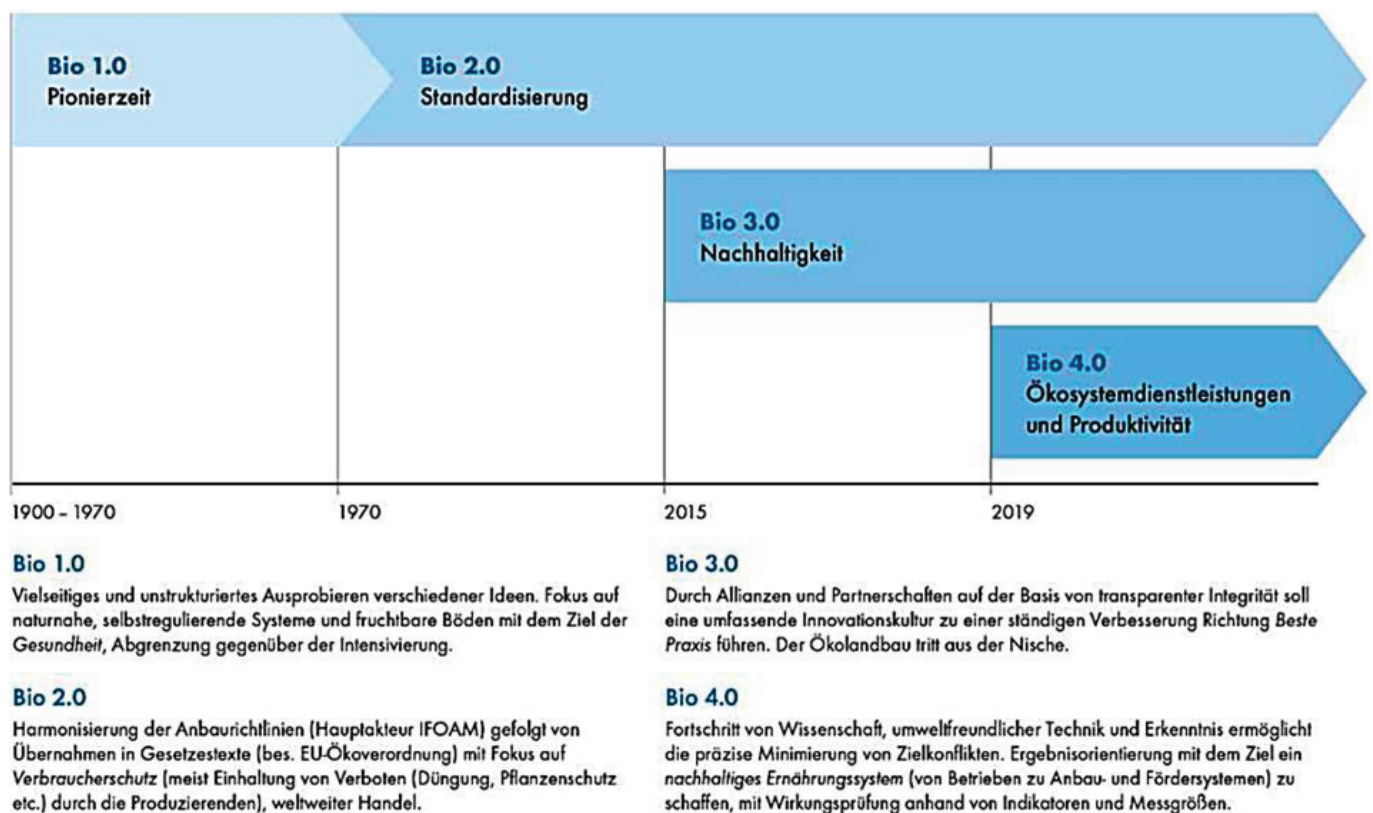 Bio 1.0
Pionierzeit
Bio 2.0
Standardisierung
Bio 3.0
Nachhaltigkeit
Bio 4.0
Ökosystemdienstleistungen
und Produktivität
1900 – 1970
1970
2015
2019
Bio 1.0
Vielseitiges und unstrukturiertes Ausprobieren verschiedener Ideen. Fokus auf
naturnahe, selbstregulierende Systeme und fruchtbare Böden mit dem Ziel der
Gesundheit, Abgrenzung gegenüber der Intensivierung.
Bio 2.0
Harmonisierung der Anbaurichtlinien (Hauptakteur IFOAM) gefolgt von
Übernahmen in Gesetzestexte (bes. EU-Ökoverordnung) mit Fokus auf
Verbraucherschutz (meist Einhaltung von Verboten (Düngung, Pflanzenschutz
etc.) durch die Produzierenden), weltweiter Handel.
Bio 3.0
Durch Allianzen und Partnerschaften auf der Basis von transparenter Integrität soll
eine umfassende Innovationskultur zu einer ständigen Verbesserung Richtung Beste
Praxis führen. Der Ökolandbau tritt aus der Nische.
Bio 4.0
Fortschritt von Wissenschaft, umweltfreundlicher Technik und Erkenntnis ermöglicht
die präzise Minimierung von Zielkonflikten. Ergebnisorientierung mit dem Ziel ein
nachhaltiges Ernährungssystem (von Betrieben zu Anbau- und Fördersystemen) zu
schaffen, mit Wirkungsprüfung anhand von Indikatoren und Messgrößen.